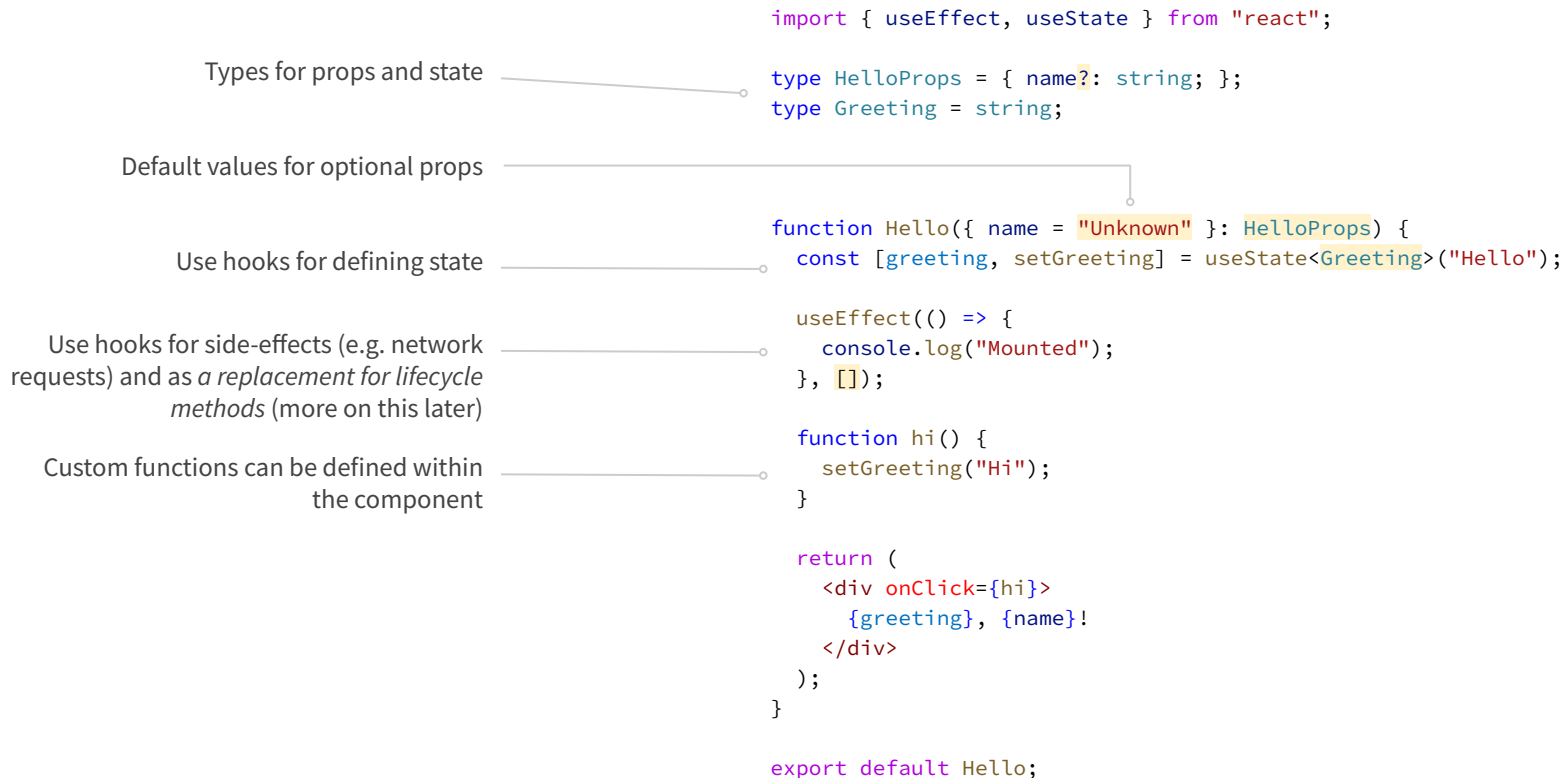 import { useEffect, useState } from "react";
Types for props and state
type HelloProps = { name?: string; };
type Greeting = string;
Default values for optional props
function Hello({ name = "Unknown" }: HelloProps) {
Use hooks for defining state
const [greeting, setGreeting] = useState<Greeting>("Hello");
useEffect(() => {
Use hooks for side-effects (e.g. network
requests) and as a replacement for lifecycle
methods (more on this later)
console.log("Mounted");
}, []);
function hi() {
Custom functions can be defined within
the component
setGreeting("Hi");
}
return (
<div onClick={hi}>
{greeting}, {name}!
</div>
);
}
export default Hello;